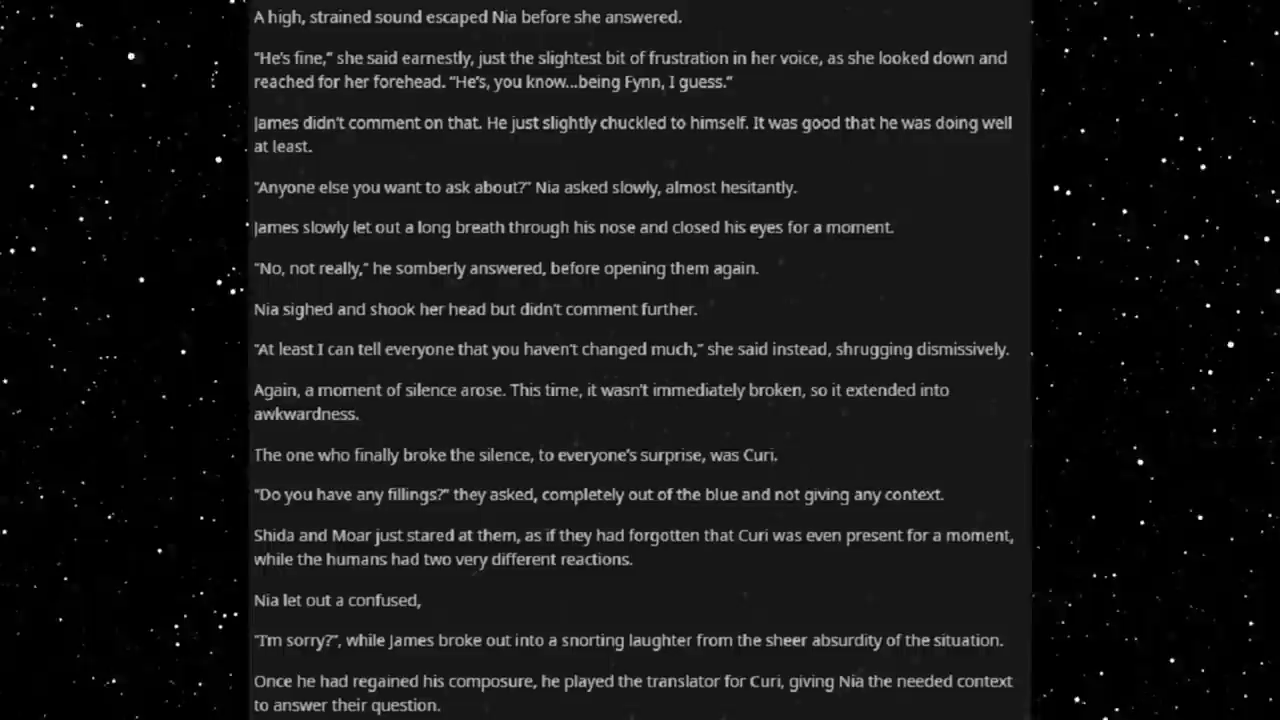 A high, strained sound escaped Nia before she answered.
“He’s fine,” she said earnestly, just the slightest bit of frustration in her voice, as she looked down and
reached for her forehead. “He’s, you know...being Fynn, I guess.”
James didn’t comment on that. He just slightly chuckled to himself. It was good that he was doing well
at least.
“Anyone else you want to ask about?” Nia asked slowly, almost hesitantly.
James slowly let out a long breath through his nose and closed his eyes for a moment.
“No, not really,” he somberly answered, before opening them again.
Nia sighed and shook her head but didn’t comment further.
“At least I can tell everyone that you haven’t changed much,” she said instead, shrugging dismissively.
Again, a moment of silence arose. This time, it wasn’t immediately broken, so it extended into
awkwardness.
The one who finally broke the silence, to everyone’s surprise, was Curi.
“Do you have any fillings?” they asked, completely out of the blue and not giving any context.
Shida and Moar just stared at them, as if they had forgotten that Curi was even present for a moment,
while the humans had two very different reactions.
Nia let out a confused,
“I’m sorry?”, while James broke out into a snorting laughter from the sheer absurdity of the situation.
Once he had regained his composure, he played the translator for Curi, giving Nia the needed context
to answer their question.